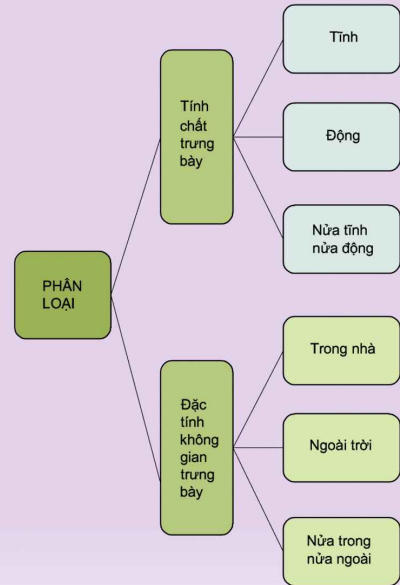 PHÂN
LOẠI
Tính
chất
trưng
bày
Tĩnh
Động
Nửa tĩnh
nửa động
Đặc
tính
không
gian
trưng
bày
Trong nhà
Ngoài trời
Nửa trong
nửa ngoài